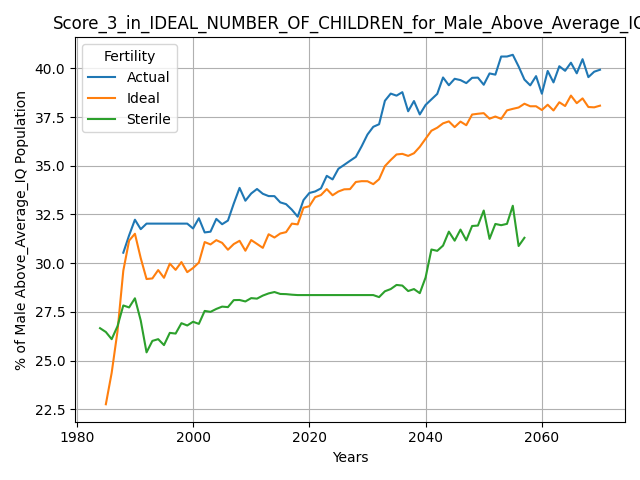 Score_3_in_IDEAL_NUMBER_OF_CHILDREN_for_Male_Above_Average_IQ
Fertility
Actual
Ideal
Sterile
% of Male Above_Average_IQ Population
40.0
37.5
35.0
32.5
30.0
27.5
25.0
22.5
1980
2000
2020
2040
2060
Years